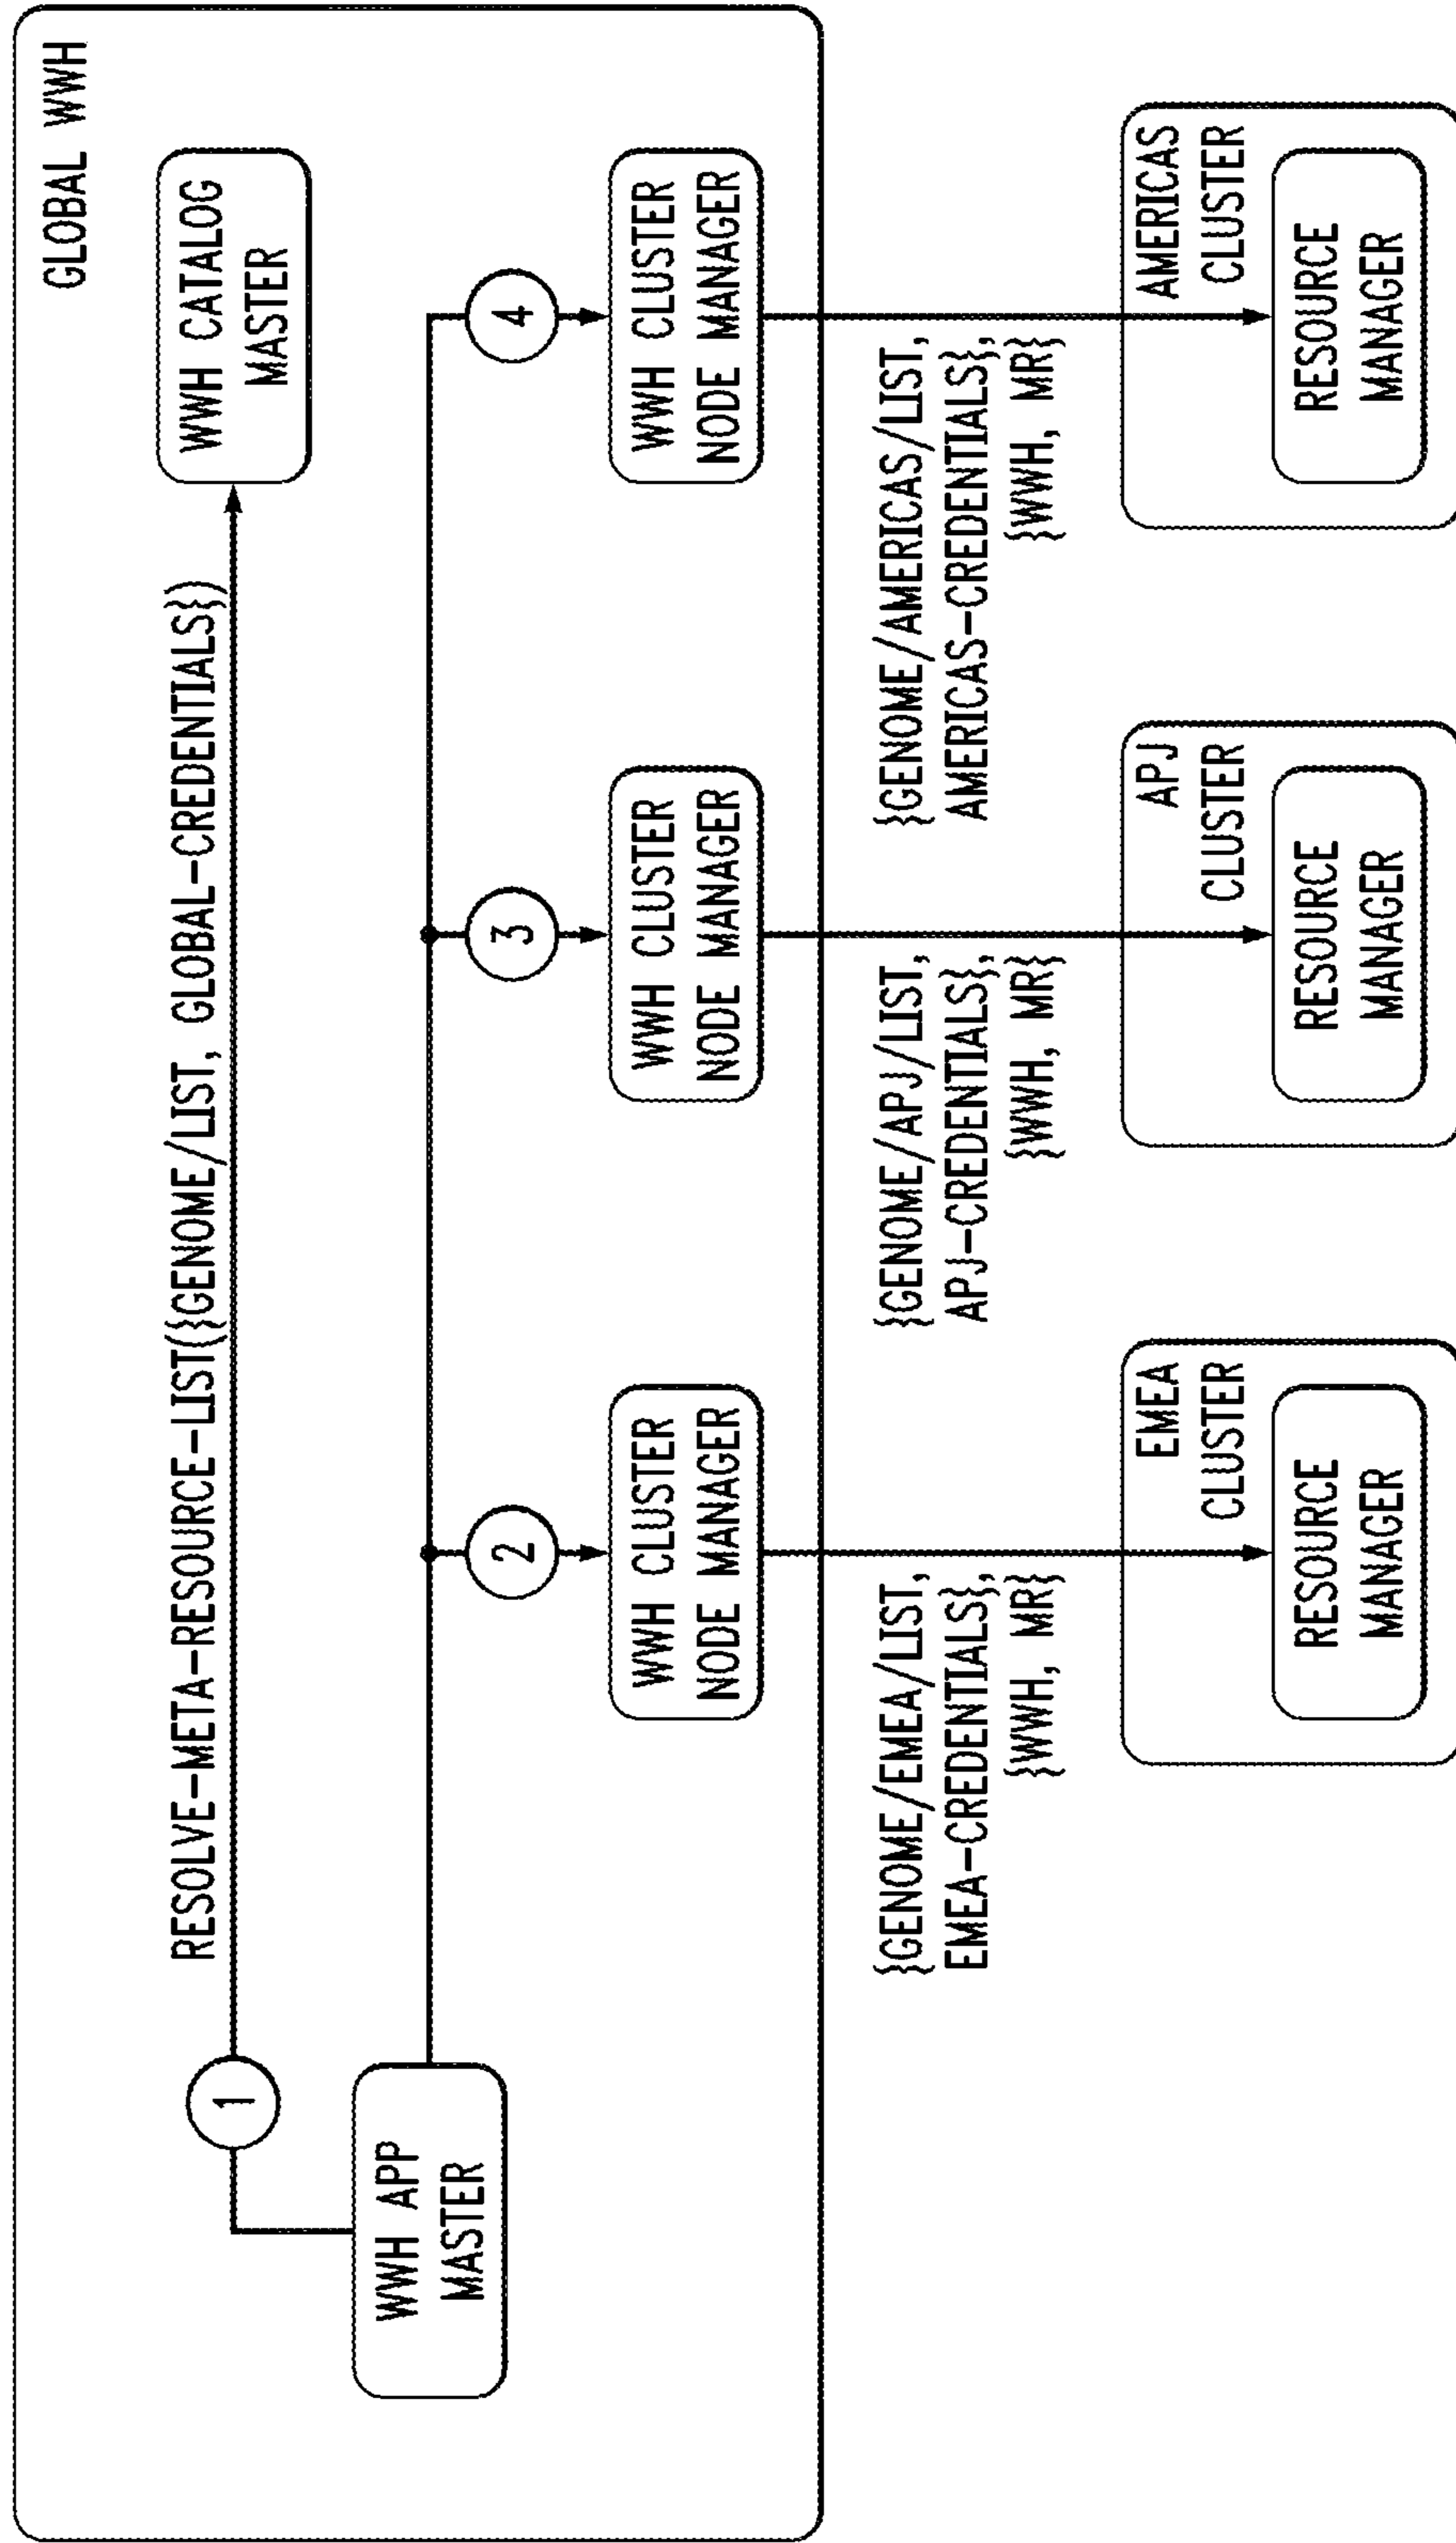 GLOBAL WWH
RESOLVE-META-RESOURCE-LIST({GENOME/LIST, GLOBAL-CREDENTIALS})
1
WWH CATALOG
MASTER
WWH APP
MASTER
2
3
4
WWH CLUSTER
NODE MANAGER
WWH CLUSTER
NODE MANAGER
WWH CLUSTER
NODE MANAGER
{GENOME/EMEA/LIST,
EMEA-CREDENTIALS},
{WWH, MR}
{GENOME/APJ/LIST,
APJ-CREDENTIALS},
{WWH, MR}
{GENOME/AMERICAS/LIST,
AMERICAS-CREDENTIALS},
{WWH, MR}
EMEA
CLUSTER
RESOURCE
MANAGER
APJ
CLUSTER
RESOURCE
MANAGER
AMERICAS
CLUSTER
RESOURCE
MANAGER